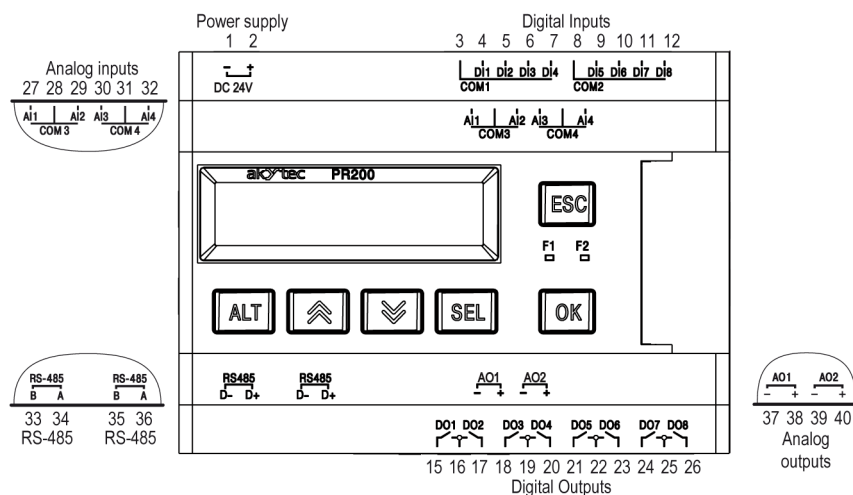 Power supply
1 2
Digital Inputs
3 4 5 6 7 8 9 10 11 12
- +
DC 24V
DI1 DI2 DI3 DI4
COM1
DI5 DI6 DI7 DI8
COM2
Analog inputs
27 28 29 30 31 32
AI1 AI2 AI3 AI4
COM 3 COM 4
AI1 AI2 AI3 AI4
COM3 COM4
akytec PR200
ESC
F1 F2
ALT
SEL
OK
RS-485 RS-485
B A B A
33 34 35 36
RS-485 RS-485
RS485 RS485
D- D+ D- D+
AO1 AO2
- + - +
AO1 AO2
- + - +
37 38 39 40
Analog
outputs
DO1 DO2 DO3 DO4 DO5 DO6 DO7 DO8
15 16 17 18 19 20 21 22 23 24 25 26
Digital Outputs